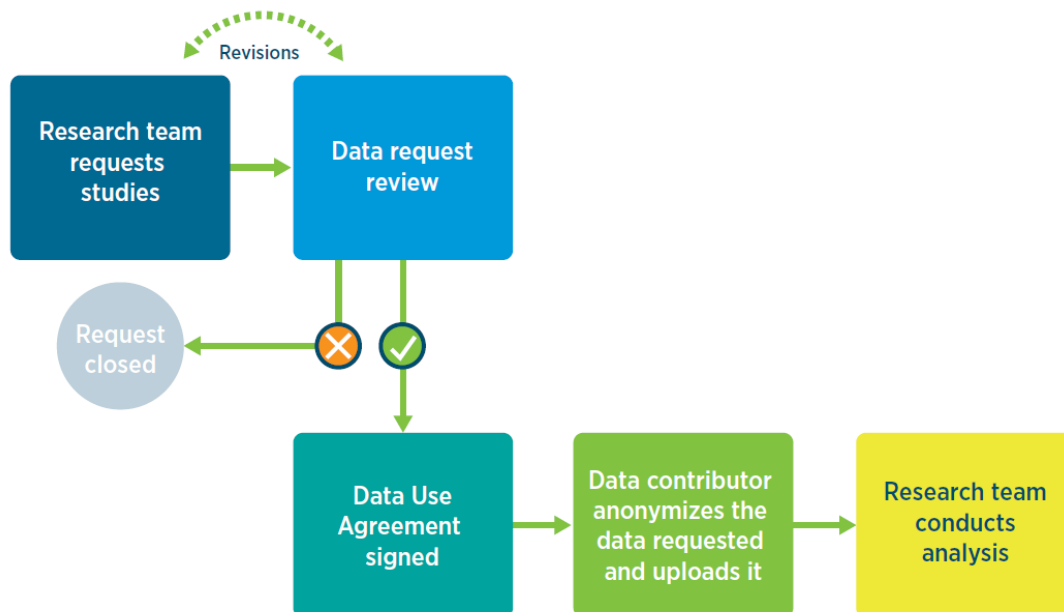 Revisions
Research team
requests
studies
Data request
review
Request
closed
Data Use
Agreement
signed
Data contributor
anonymizes the
data requested
and uploads it
Research team
conducts
analysis